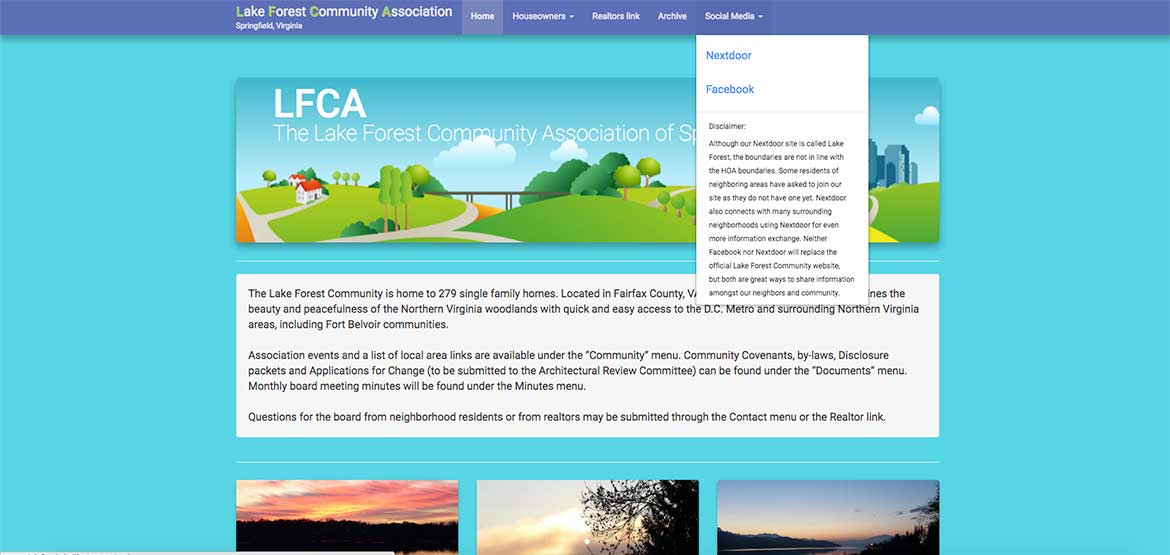 Lake Forest Community Association
Springfield, Virginia
Home
Houseowners
Realtors link
Archive
Social Media
Nextdoor
Facebook
Disclaimer:
Although our Nextdoor site is called Lake
Forest, the boundaries are not in line with
the HOA boundaries. Some residents of
neighboring areas have asked to join our
site as they do not have one yet. Nextdoor
also connects with many surrounding
neighborhoods using Nextdoor for even
more information exchange. Neither
Facebook nor Nextdoor will replace the
official Lake Forest Community website,
but both are great ways to share information
amongst our neighbors and community.
LFCA
The Lake Forest Community Association of Sp
The Lake Forest Community is home to 279 single family homes. Located in Fairfax County, VA ines the
beauty and peacefulness of the Northern Virginia woodlands with quick and easy access to the D.C. Metro and surrounding Northern Virginia
areas, including Fort Belvoir communities.
Association events and a list of local area links are available under the “Community” menu. Community Covenants, by-laws, Disclosure
packets and Applications for Change (to be submitted to the Architectural Review Committee) can be found under the “Documents” menu.
Monthly board meeting minutes will be found under the Minutes menu.
Questions for the board from neighborhood residents or from realtors may be submitted through the Contact menu or the Realtor link.